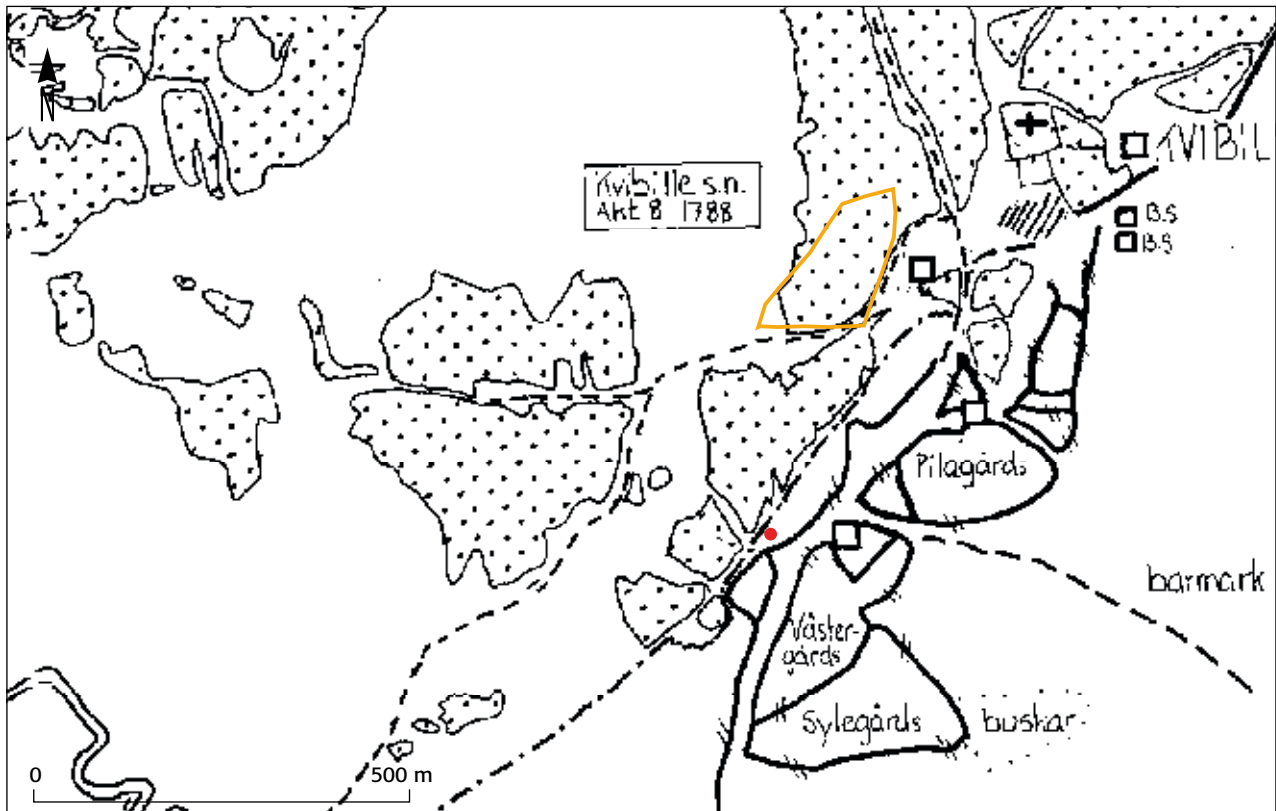 N
Kvibille s.n.
Akt 8 1788
KVIBIL
B.S
B.S
Pilagårds
barmark
Väster-
gårds
Sylegårds
buskar
0
500 m